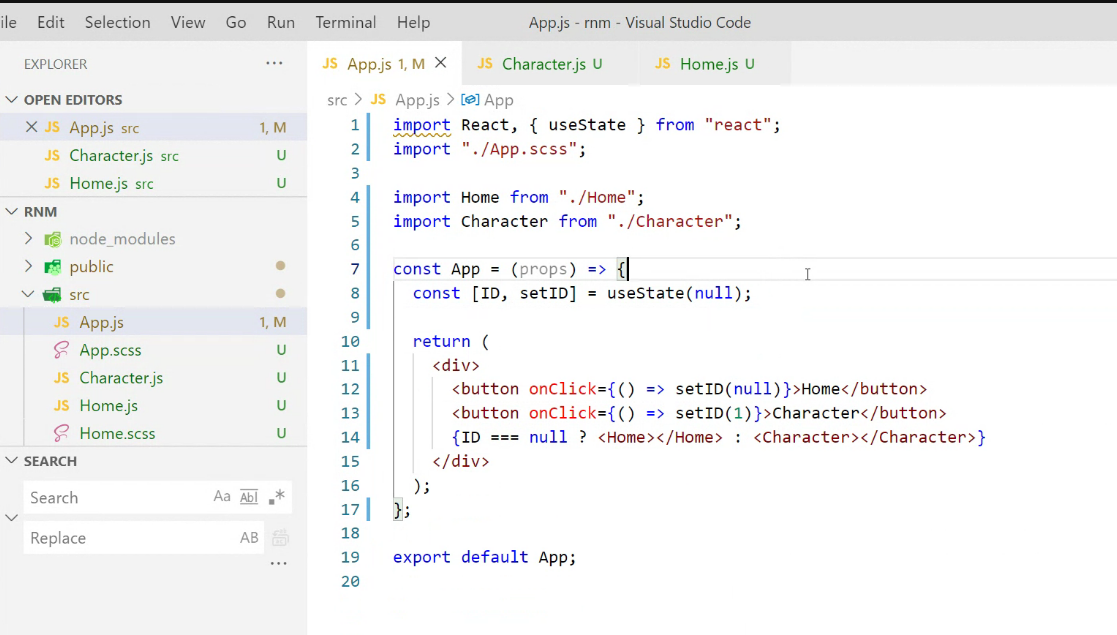 ile Edit Selection View Go Run Terminal Help App.js - rnm - Visual Studio Code
EXPLORER ...
OPEN EDITORS
JS App.js src 1, M
JS Character.js src U
JS Home.js src U
RNM
node_modules
public
src
JS App.js 1, M
App.scss U
JS Character.js U
JS Home.js U
Home.scss U
SEARCH
Search Aa Abl .*
Replace AB
...
JS App.js 1, M JS Character.js U JS Home.js U
src > JS App.js > App
1 import React, { useState } from "react";
2 import "./App.scss";
3
4 import Home from "./Home";
5 import Character from "./Character";
6
7 const App = (props) => {
8 const [ID, setID] = useState(null);
9
10 return (
11 <div>
12 <button onClick={() => setID(null)}>Home</button>
13 <button onClick={() => setID(1)}>Character</button>
14 {ID === null ? <Home></Home> : <Character></Character>}
15 </div>
16 );
17 };
18
19 export default App;
20